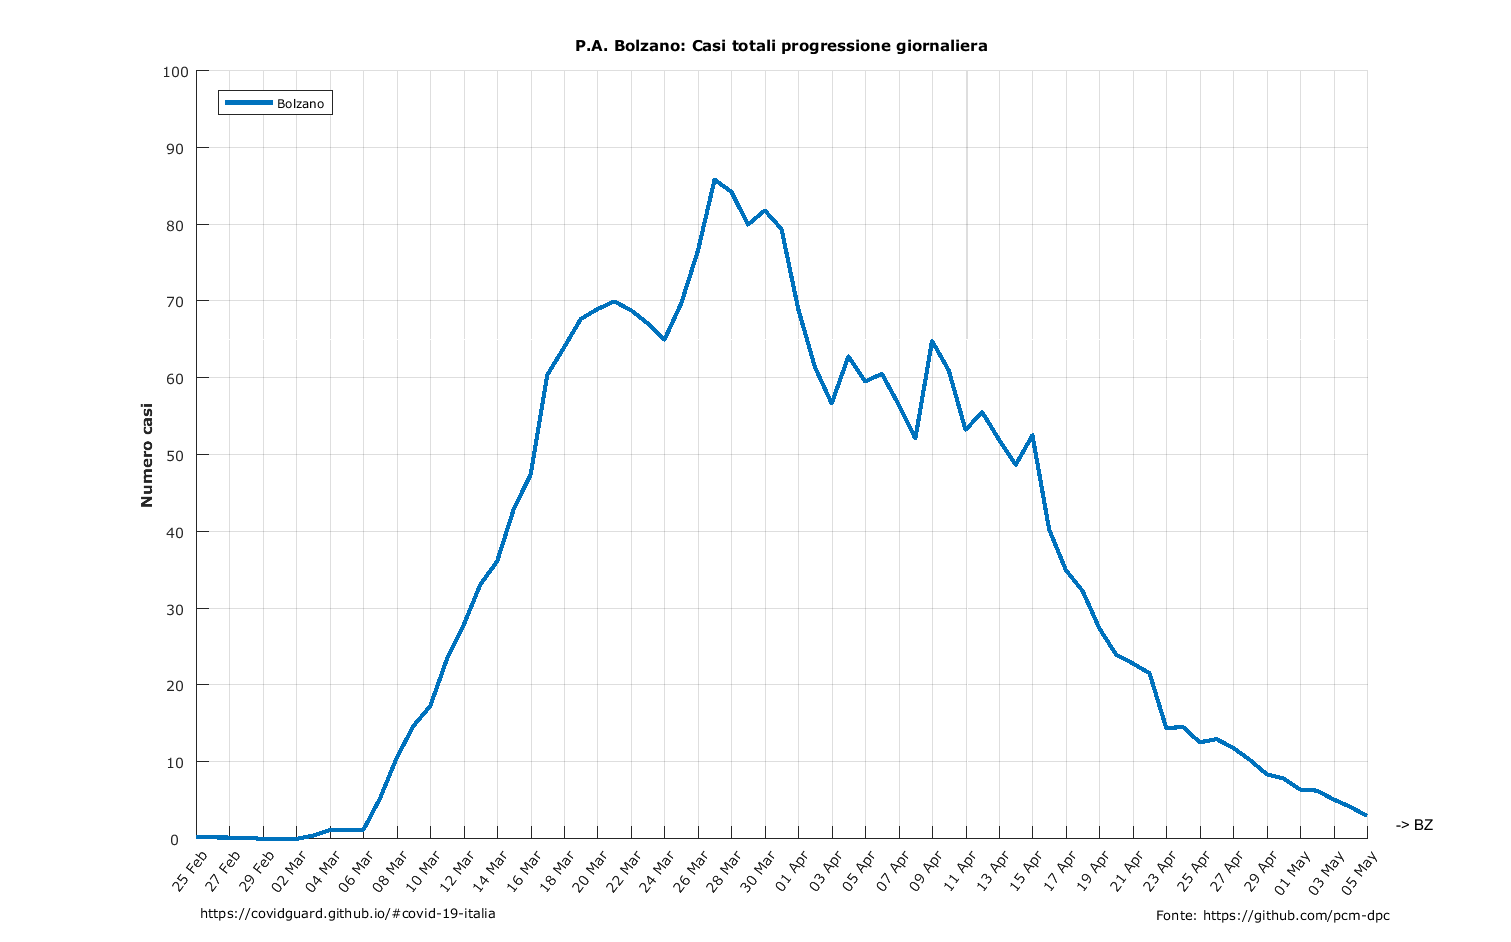 P.A. Bolzano: Casi totali progressione giornaliera
Bolzano
Numero casi
100
90
80
70
60
50
40
30
20
10
0
25 Feb
27 Feb
29 Feb
02 Mar
04 Mar
06 Mar
08 Mar
10 Mar
12 Mar
14 Mar
16 Mar
18 Mar
20 Mar
22 Mar
24 Mar
26 Mar
28 Mar
30 Mar
01 Apr
03 Apr
05 Apr
07 Apr
09 Apr
11 Apr
13 Apr
15 Apr
17 Apr
19 Apr
21 Apr
23 Apr
25 Apr
27 Apr
29 Apr
01 May
03 May
05 May
-> BZ
https://covidguard.github.io/#covid-19-italia
Fonte: https://github.com/pcm-dpc